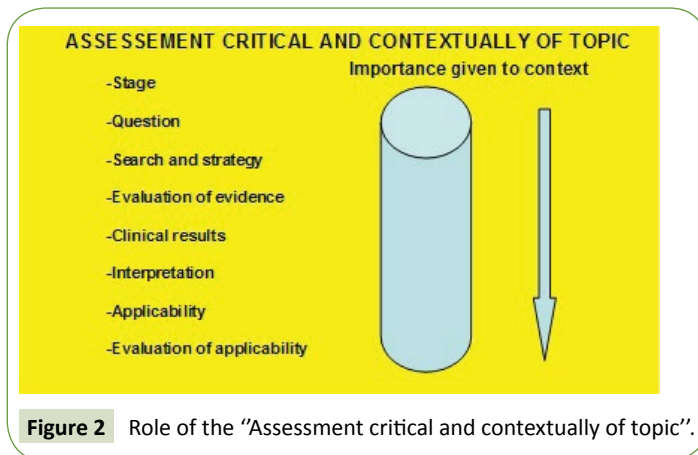 ASSESSEMENT CRITICAL AND CONTEXTUALLY OF TOPIC
Importance given to context
-Stage
-Question
-Search and strategy
-Evaluation of evidence
-Clinical results
-Interpretation
-Applicability
-Evaluation of applicability
Figure 2 Role of the ‘‘Assessment critical and contextually of topic’’.